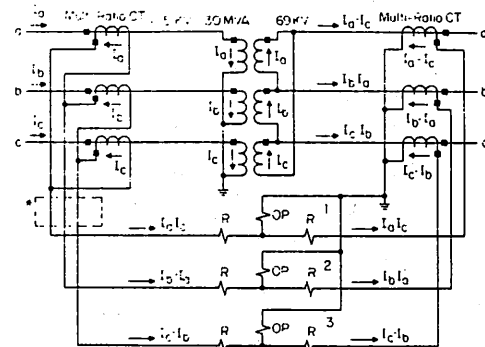 Ia
Multi-Ratio CT
5 KV
30 MVA
69 KV
Ia-Ic
Multi-Ratio CT
a
a
Ia
Ia
Ia
Ia-Ic
Ib
Ib Ia
b
b
Ic
Ib
Ib
Ib-Ia
Ic
Ic Ib
c
c
Ic
Ic
Ic
Ic-Ib
*
Ia Ic
R
OP
R
1
Ia Ic
Ib-Ia
R
OP
R
2
Ib Ia
Ic-Ib
R
OP
R
3
Ic-Ib